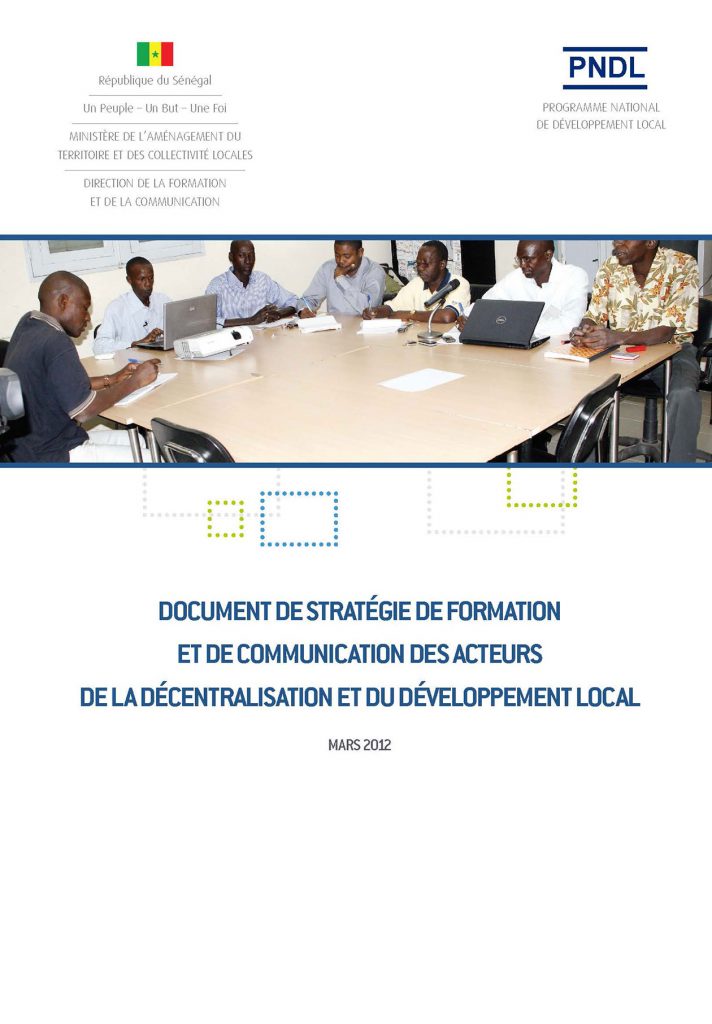 République du Sénégal
Un Peuple – Un But – Une Foi
MINISTÈRE DE L'AMÉNAGEMENT DU
TERRITOIRE ET DES COLLECTIVITÉ LOCALES
DIRECTION DE LA FORMATION
ET DE LA COMMUNICATION
PNDL
PROGRAMME NATIONAL
DE DÉVELOPPEMENT LOCAL
DOCUMENT DE STRATÉGIE DE FORMATION
ET DE COMMUNICATION DES ACTEURS
DE LA DÉCENTRALISATION ET DU DÉVELOPPEMENT LOCAL
MARS 2012